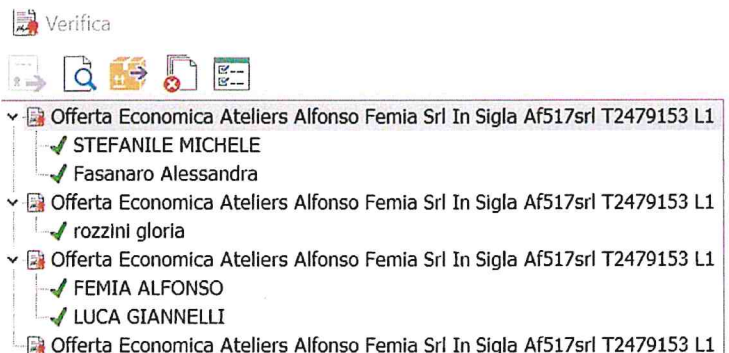 Verifica
Offerta Economica Ateliers Alfonso Femia Srl In Sigla Af517srl T2479153 L1
STEFANILE MICHELE
Fasanaro Alessandra
Offerta Economica Ateliers Alfonso Femia Srl In Sigla Af517srl T2479153 L1
rozzini gloria
Offerta Economica Ateliers Alfonso Femia Srl In Sigla Af517srl T2479153 L1
FEMIA ALFONSO
LUCA GIANNELLI
Offerta Economica Ateliers Alfonso Femia Srl In Sigla Af517srl T2479153 L1